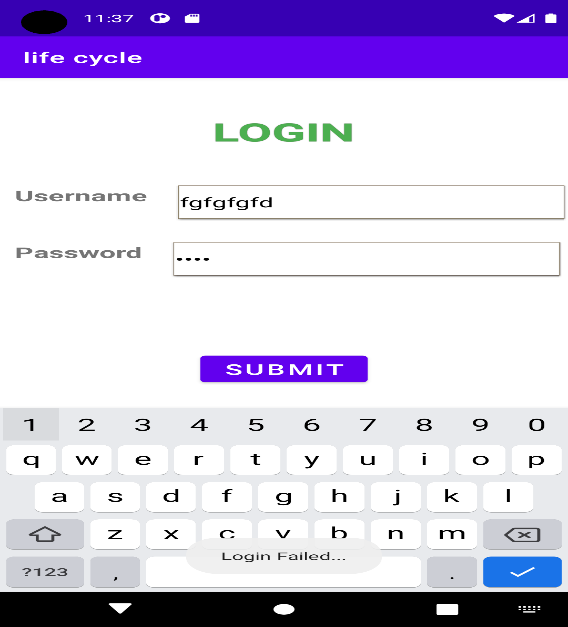 11:37
life cycle
LOGIN
Username fgfgfgfd
Password ••••
SUBMIT
1 2 3 4 5 6 7 8 9 0
q w e r t y u i o p
a s d f g h j k l
z x c v b n m
Login Failed...
?123 , .